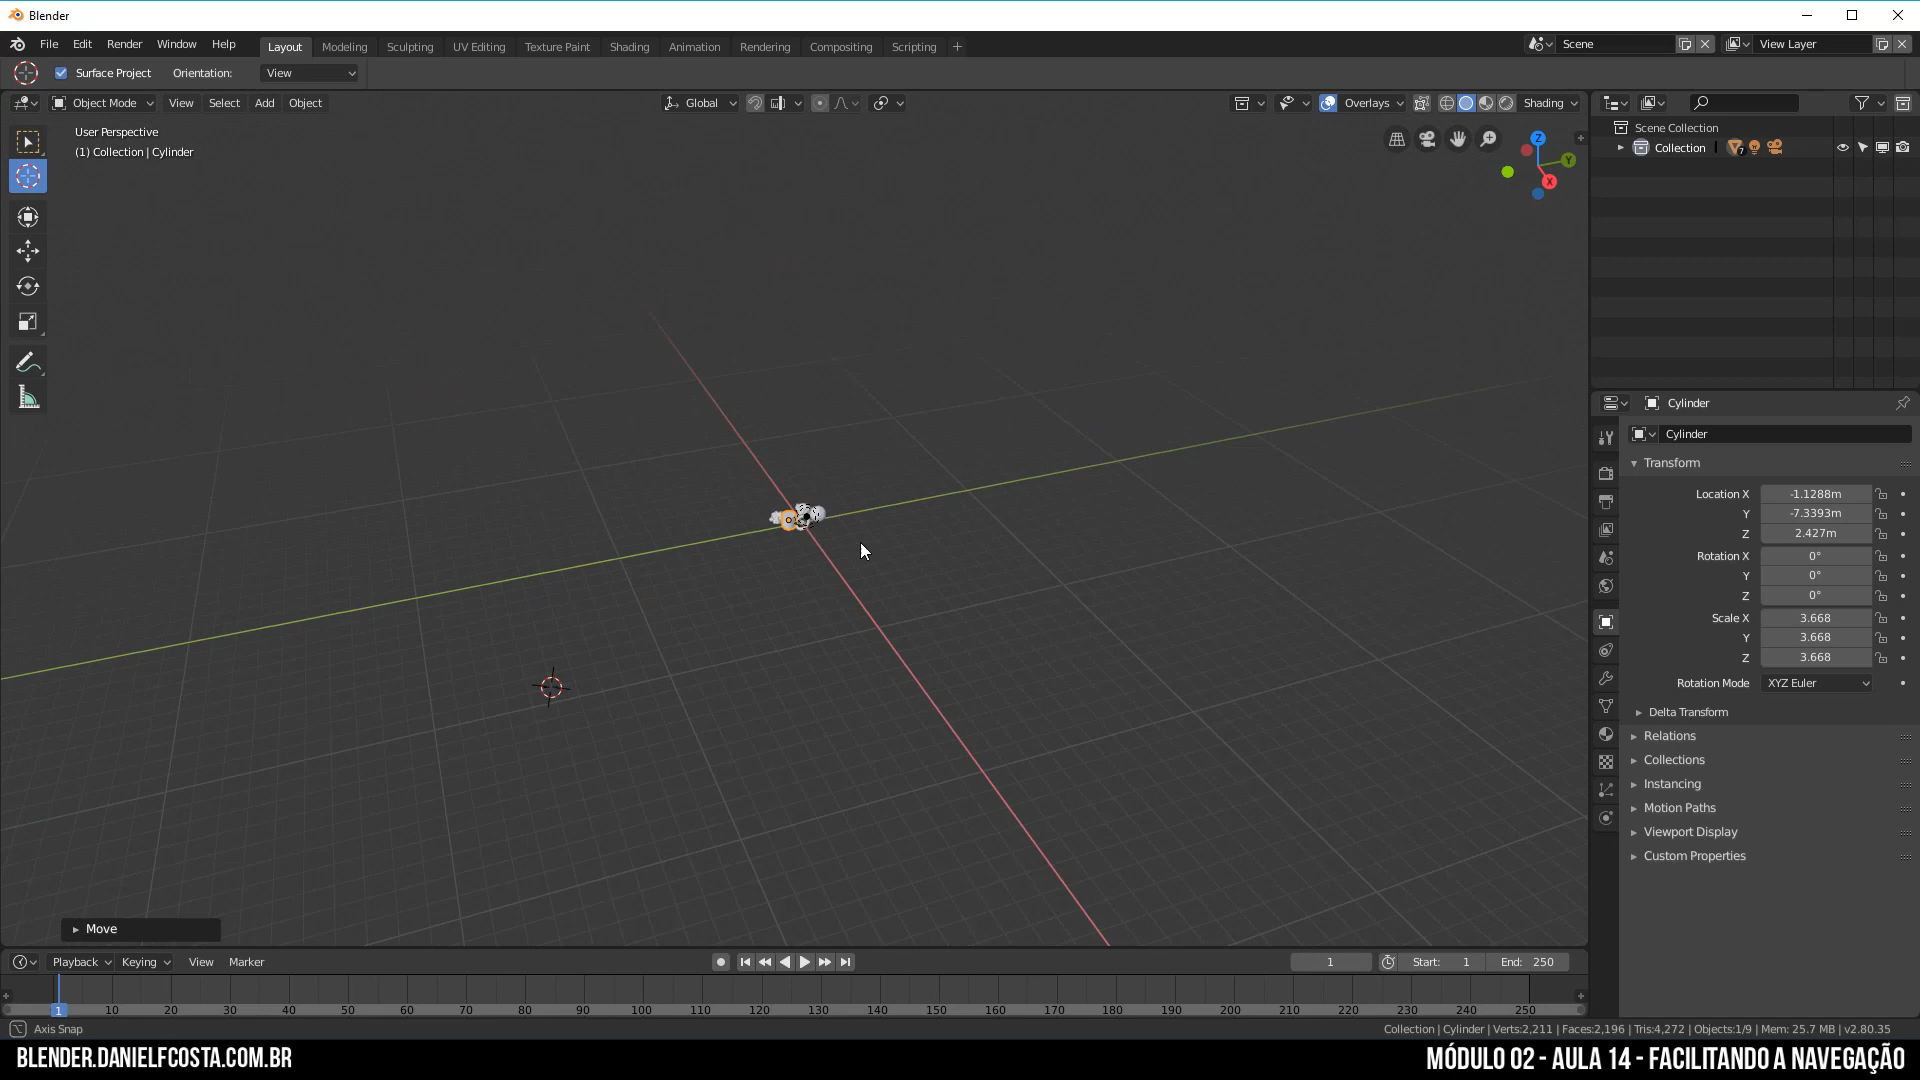 Blender
File Edit Render Window Help Layout Modeling Sculpting UV Editing Texture Paint Shading Animation Rendering Compositing Scripting + Scene View Layer
Surface Project Orientation: View
Object Mode View Select Add Object Global Overlays Shading
User Perspective
(1) Collection | Cylinder
Z
Y
X
Scene Collection
Collection 7
Cylinder
Cylinder
Transform
Location X -1.1288m
Y -7.3393m
Z 2.427m
Rotation X 0°
Y 0°
Z 0°
Scale X 3.668
Y 3.668
Z 3.668
Rotation Mode XYZ Euler
Delta Transform
Relations
Collections
Instancing
Motion Paths
Viewport Display
Custom Properties
Move
Playback Keying View Marker 1 Start: 1 End: 250
1 10 20 30 40 50 60 70 80 90 100 110 120 130 140 150 160 170 180 190 200 210 220 230 240 250
Axis Snap
Collection | Cylinder | Verts:2,211 | Faces:2,196 | Tris:4,272 | Objects:1/9 | Mem: 25.7 MB | v2.80.35
BLENDER.DANIELFCOSTA.COM.BR
MÓDULO 02 - AULA 14 - FACILITANDO A NAVEGAÇÃO